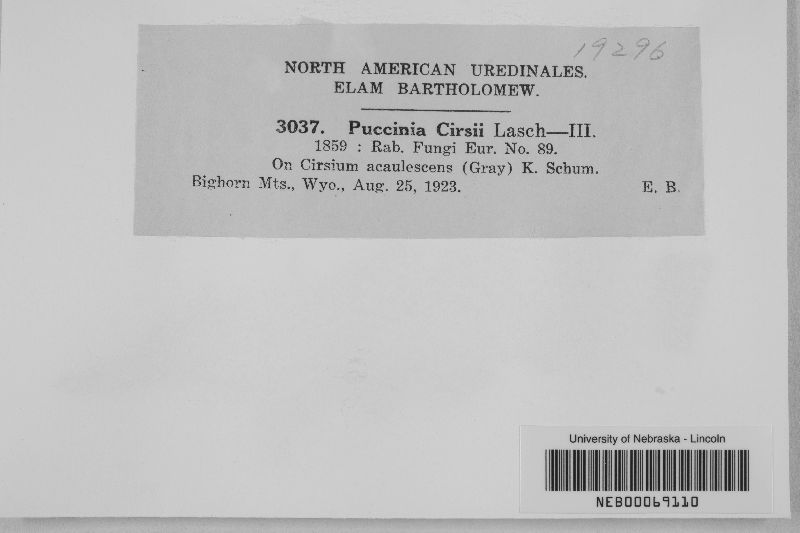 19296
NORTH AMERICAN UREDINALES.
ELAM BARTHOLOMEW.
3037. Puccinia Cirsii Lasch—III.
1859 : Rab. Fungi Eur. No. 89.
On Cirsium acaulescens (Gray) K. Schum.
Bighorn Mts., Wyo., Aug. 25, 1923. E. B.
University of Nebraska - Lincoln
NEB00069110